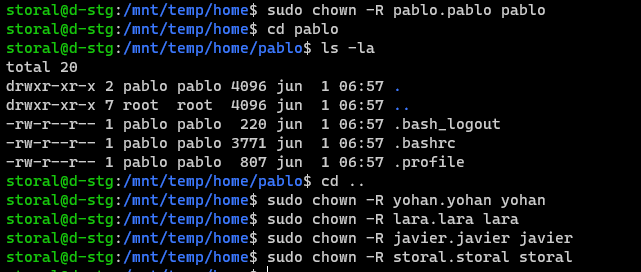 storal@d-stg:/mnt/temp/home$ sudo chown -R pablo.pablo pablo
storal@d-stg:/mnt/temp/home$ cd pablo
storal@d-stg:/mnt/temp/home/pablo$ ls -la
total 20
drwxr-xr-x 2 pablo pablo 4096 jun  1 06:57 .
drwxr-xr-x 7 root  root  4096 jun  1 06:57 ..
-rw-r--r-- 1 pablo pablo  220 jun  1 06:57 .bash_logout
-rw-r--r-- 1 pablo pablo 3771 jun  1 06:57 .bashrc
-rw-r--r-- 1 pablo pablo  807 jun  1 06:57 .profile
storal@d-stg:/mnt/temp/home/pablo$ cd ..
storal@d-stg:/mnt/temp/home$ sudo chown -R yohan.yohan yohan
storal@d-stg:/mnt/temp/home$ sudo chown -R lara.lara lara
storal@d-stg:/mnt/temp/home$ sudo chown -R javier.javier javier
storal@d-stg:/mnt/temp/home$ sudo chown -R storal.storal storal